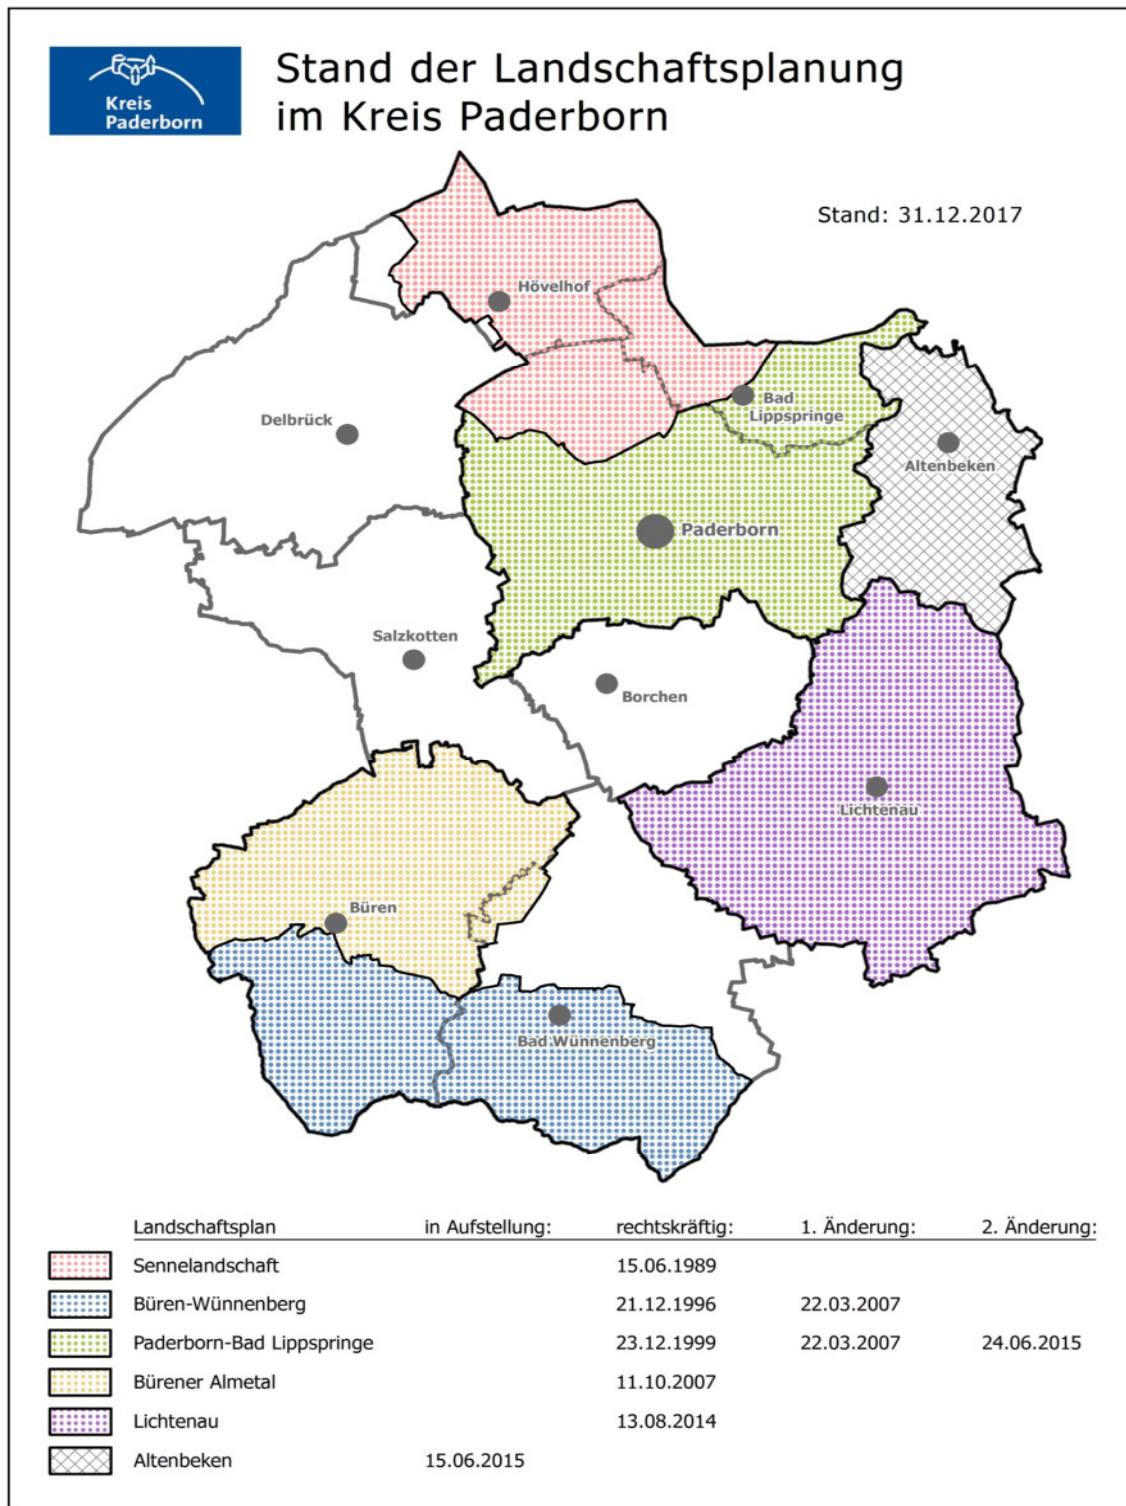 Kreis
Paderborn
Stand der Landschaftsplanung
im Kreis Paderborn
Stand: 31.12.2017
Hövelhof
Bad
Lippspringe
Delbrück
Altenbeken
Paderborn
Salzkotten
Borchen
Lichtenau
Büren
Bad Wünnenberg
Landschaftsplan in Aufstellung: rechtskräftig: 1. Änderung: 2. Änderung:
Sennelandschaft 15.06.1989
Büren-Wünnenberg 21.12.1996 22.03.2007
Paderborn-Bad Lippspringe 23.12.1999 22.03.2007 24.06.2015
Bürener Almetal 11.10.2007
Lichtenau 13.08.2014
Altenbeken 15.06.2015